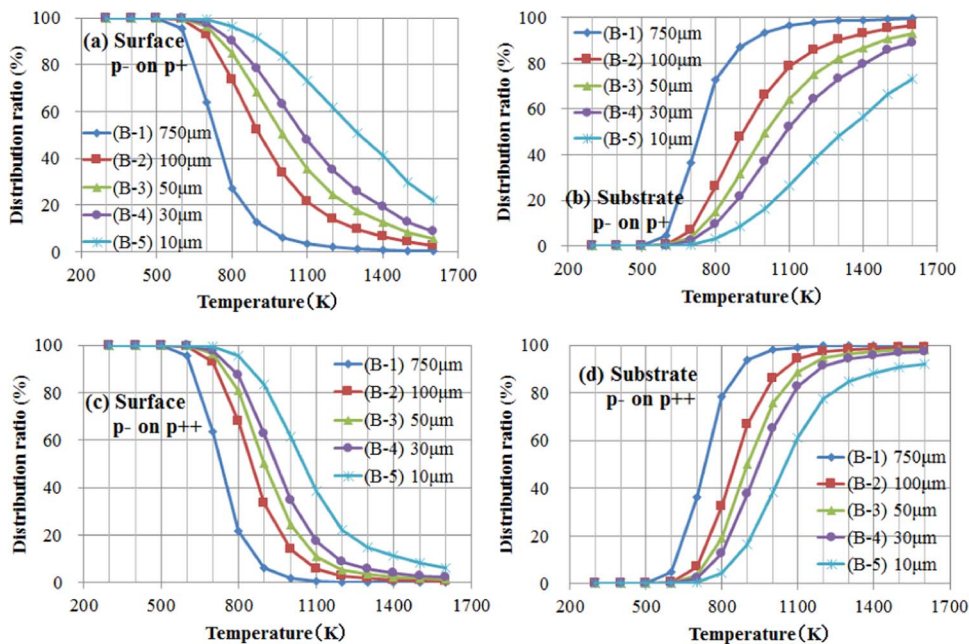 Distribution ratio (%)
100
80
60
40
20
0
(a) Surface
p- on p+
(B-1) 750μm
(B-2) 100μm
(B-3) 50μm
(B-4) 30μm
(B-5) 10μm
200 500 800 1100 1400 1700
Temperature(K)
Distribution ratio (%)
100
80
60
40
20
0
(B-1) 750μm
(B-2) 100μm
(B-3) 50μm
(B-4) 30μm
(B-5) 10μm
(b) Substrate
p- on p+
200 500 800 1100 1400 1700
Temperature(K)
Distribution ratio (%)
100
80
60
40
20
0
(c) Surface
p- on p++
(B-1) 750μm
(B-2) 100μm
(B-3) 50μm
(B-4) 30μm
(B-5) 10μm
200 500 800 1100 1400 1700
Temperature(K)
Distribution ratio (%)
100
80
60
40
20
0
(d) Substrate
p- on p++
(B-1) 750μm
(B-2) 100μm
(B-3) 50μm
(B-4) 30μm
(B-5) 10μm
200 500 800 1100 1400 1700
Temperature(K)